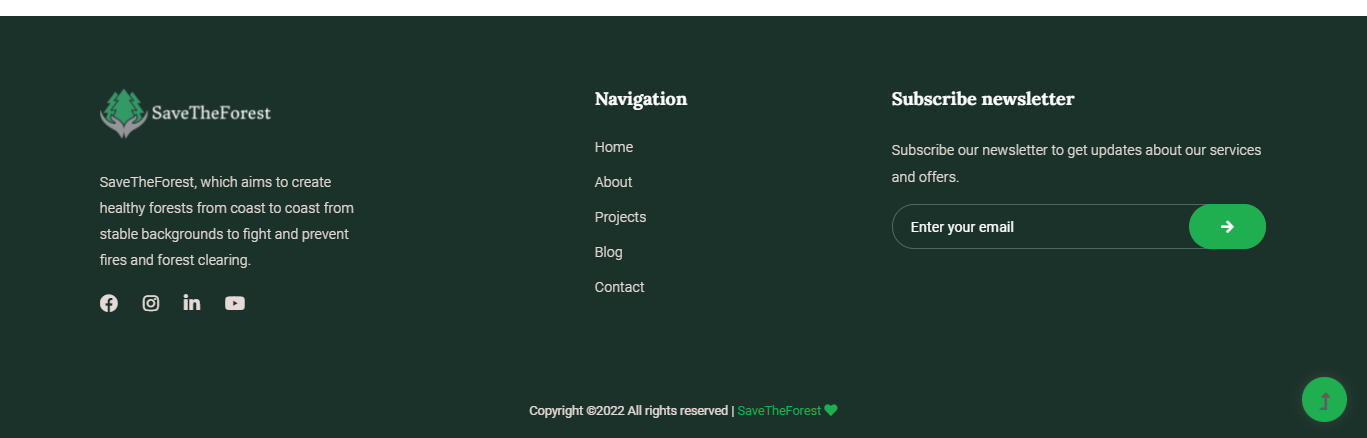 SaveTheForest
SaveTheForest, which aims to create
healthy forests from coast to coast from
stable backgrounds to fight and prevent
fires and forest clearing.
Navigation
Home
About
Projects
Blog
Contact
Subscribe newsletter
Subscribe our newsletter to get updates about our services
and offers.
Enter your email
Copyright ©2022 All rights reserved | SaveTheForest